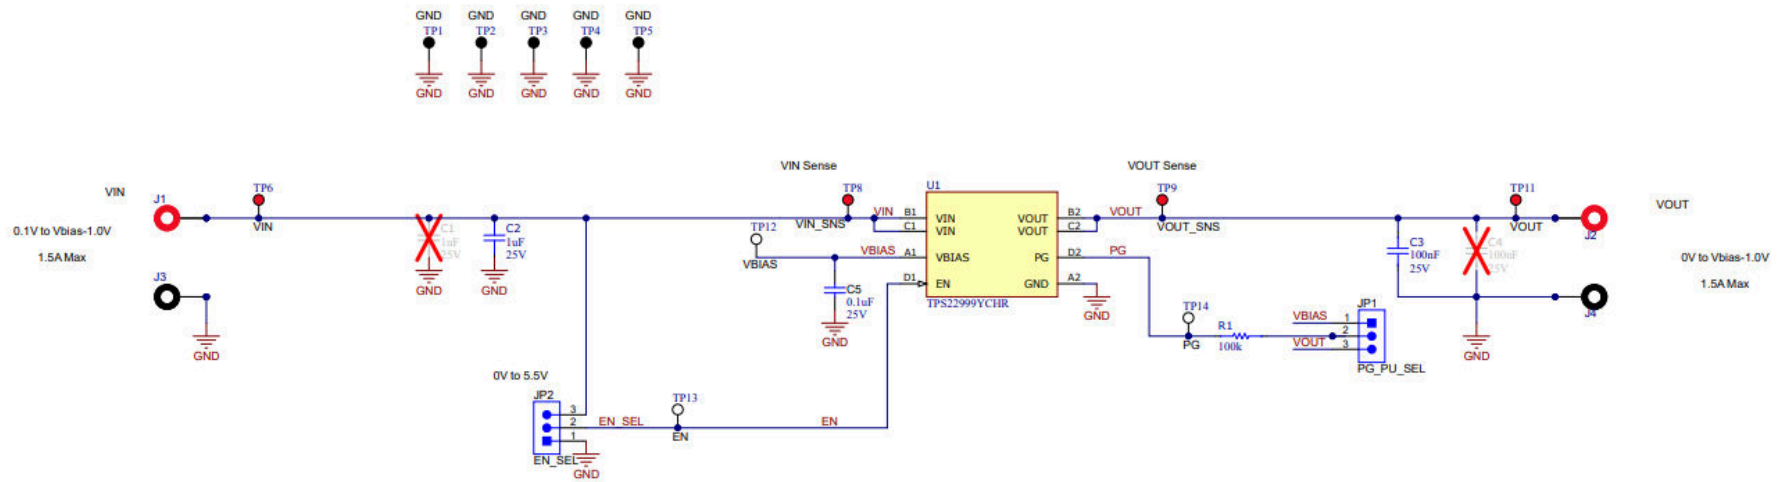 GND GND GND GND GND
TP1 TP2 TP3 TP4 TP5
GND GND GND GND GND
VIN Sense
VOUT Sense
VIN
J1
TP6
VIN
0.1V to Vbias-1.0V
1.5A Max
J3
GND
C1
1uF
25V
GND
C2
1uF
25V
GND
TP8
VIN_SNS
VIN
TP12
VBIAS
VBIAS
C5
0.1uF
25V
GND
U1
B1 VIN VOUT B2
C1 VIN VOUT C2
A1 VBIAS PG D2
D1 EN GND A2
TPS22999YCHR
GND
VOUT
TP9
VOUT_SNS
PG
TP14
PG
R1
100k
JP1
VBIAS 1
2
VOUT 3
PG_PU_SEL
C3
100nF
25V
C4
100nF
25V
GND
TP11
VOUT
J2
VOUT
0V to Vbias-1.0V
1.5A Max
J4
0V to 5.5V
JP2
3
2
1
EN_SEL
GND
EN_SEL
TP13
EN
EN